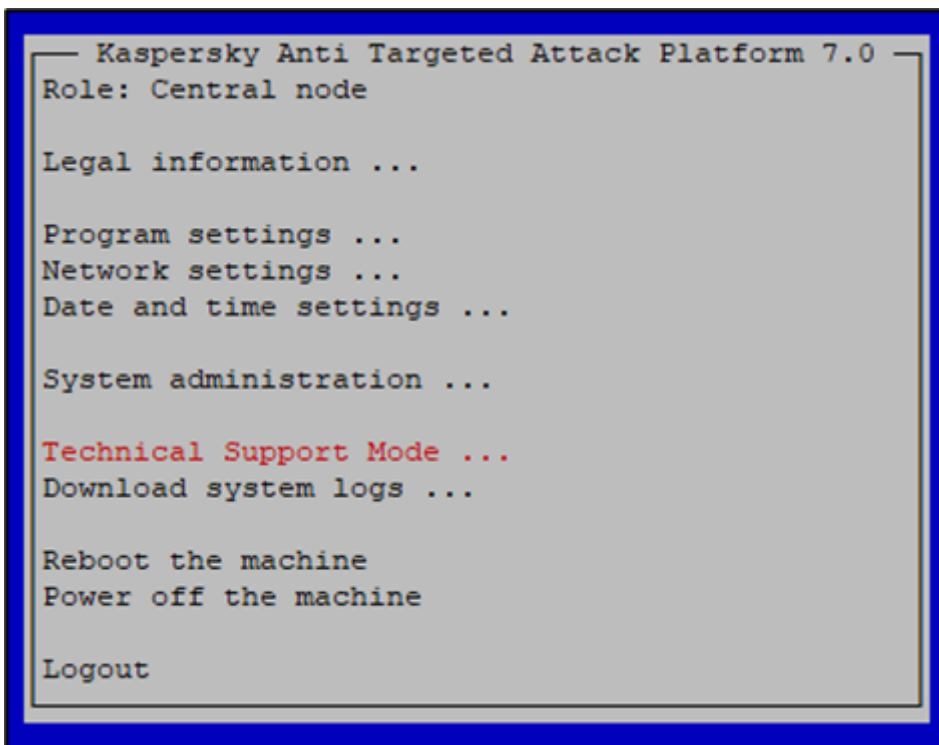 Kaspersky Anti Targeted Attack Platform 7.0
Role: Central node
Legal information ...
Program settings ...
Network settings ...
Date and time settings ...
System administration ...
Technical Support Mode ...
Download system logs ...
Reboot the machine
Power off the machine
Logout